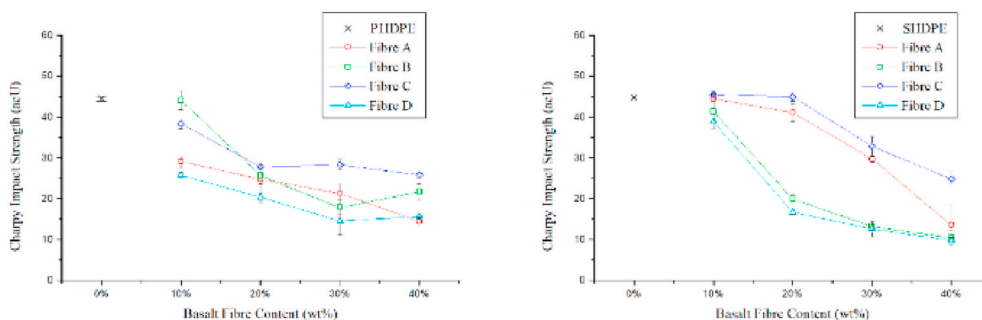 PHDPE
Fibre A
Fibre B
Fibre C
Fibre D
60
50
40
30
20
10
0
0%
10%
20%
30%
40%
Charpy Impact Strength (acU)
Basalt Fibre Content (wt%)
SHDPE
Fibre A
Fibre B
Fibre C
Fibre D
60
50
40
30
20
10
0
0%
10%
20%
30%
40%
Charpy Impact Strength (acU)
Basalt Fibre Content (wt%)